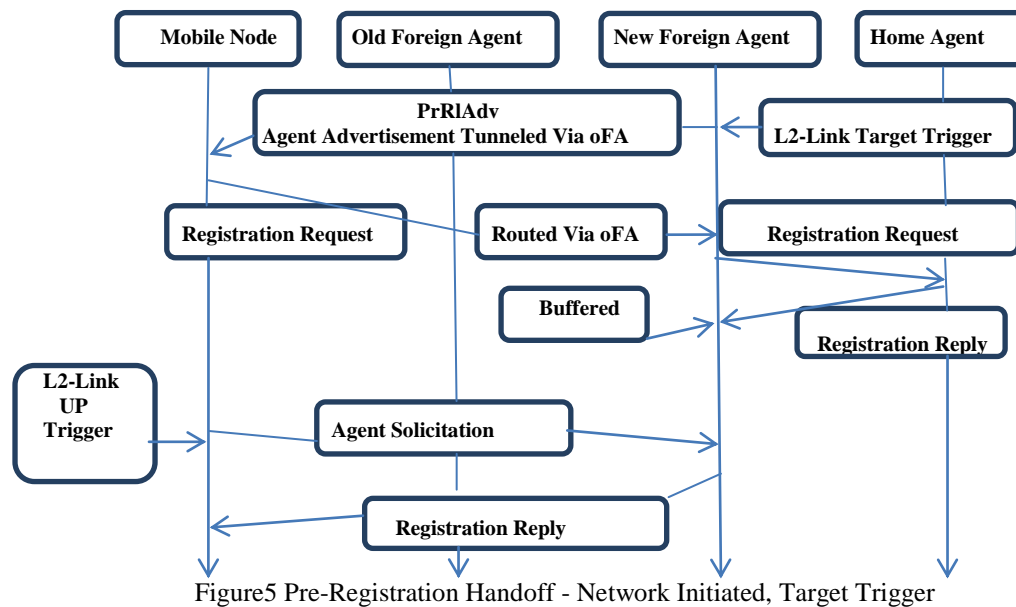 Mobile Node
Old Foreign Agent
New Foreign Agent
Home Agent
PrRlAdv
Agent Advertisement Tunneled Via oFA
L2-Link Target Trigger
Registration Request
Routed Via oFA
Registration Request
Buffered
Registration Reply
L2-Link
UP
Trigger
Agent Solicitation
Registration Reply
Figure5 Pre-Registration Handoff - Network Initiated, Target Trigger